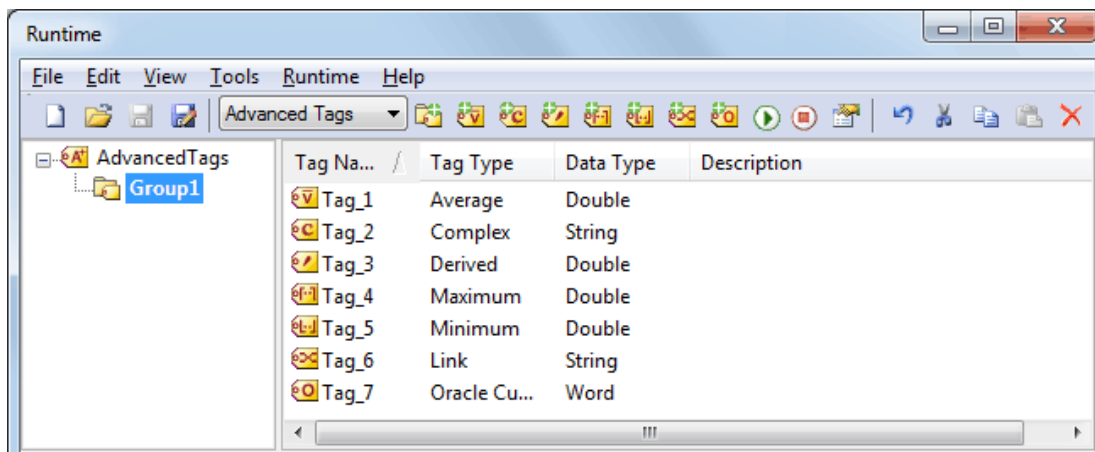 Runtime
File Edit View Tools Runtime Help
Advanced Tags
AdvancedTags
Group1
Tag Na... Tag Type Data Type Description
Tag_1 Average Double
Tag_2 Complex String
Tag_3 Derived Double
Tag_4 Maximum Double
Tag_5 Minimum Double
Tag_6 Link String
Tag_7 Oracle Cu... Word